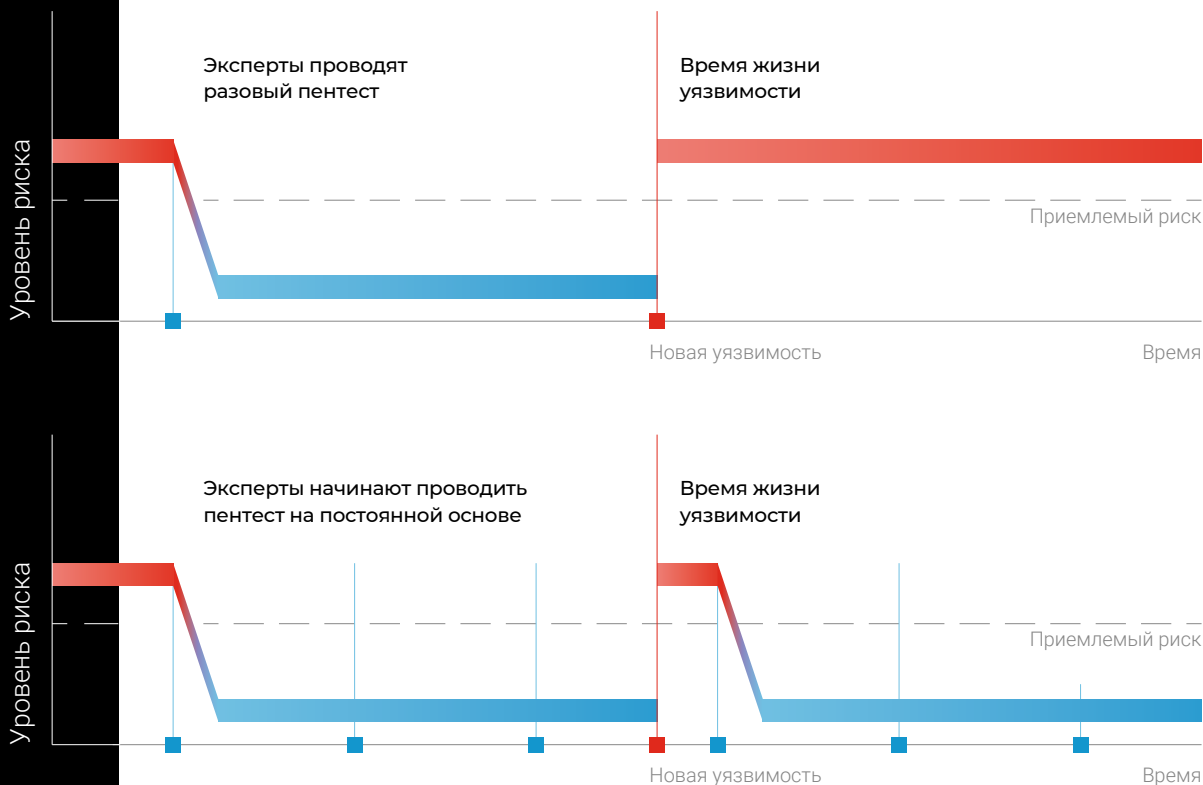 Эксперты проводят
разовый пентест
Время жизни
уязвимости
Уровень риска
Приемлемый риск
Новая уязвимость
Время
Эксперты начинают проводить
пентест на постоянной основе
Время жизни
уязвимости
Уровень риска
Приемлемый риск
Новая уязвимость
Время